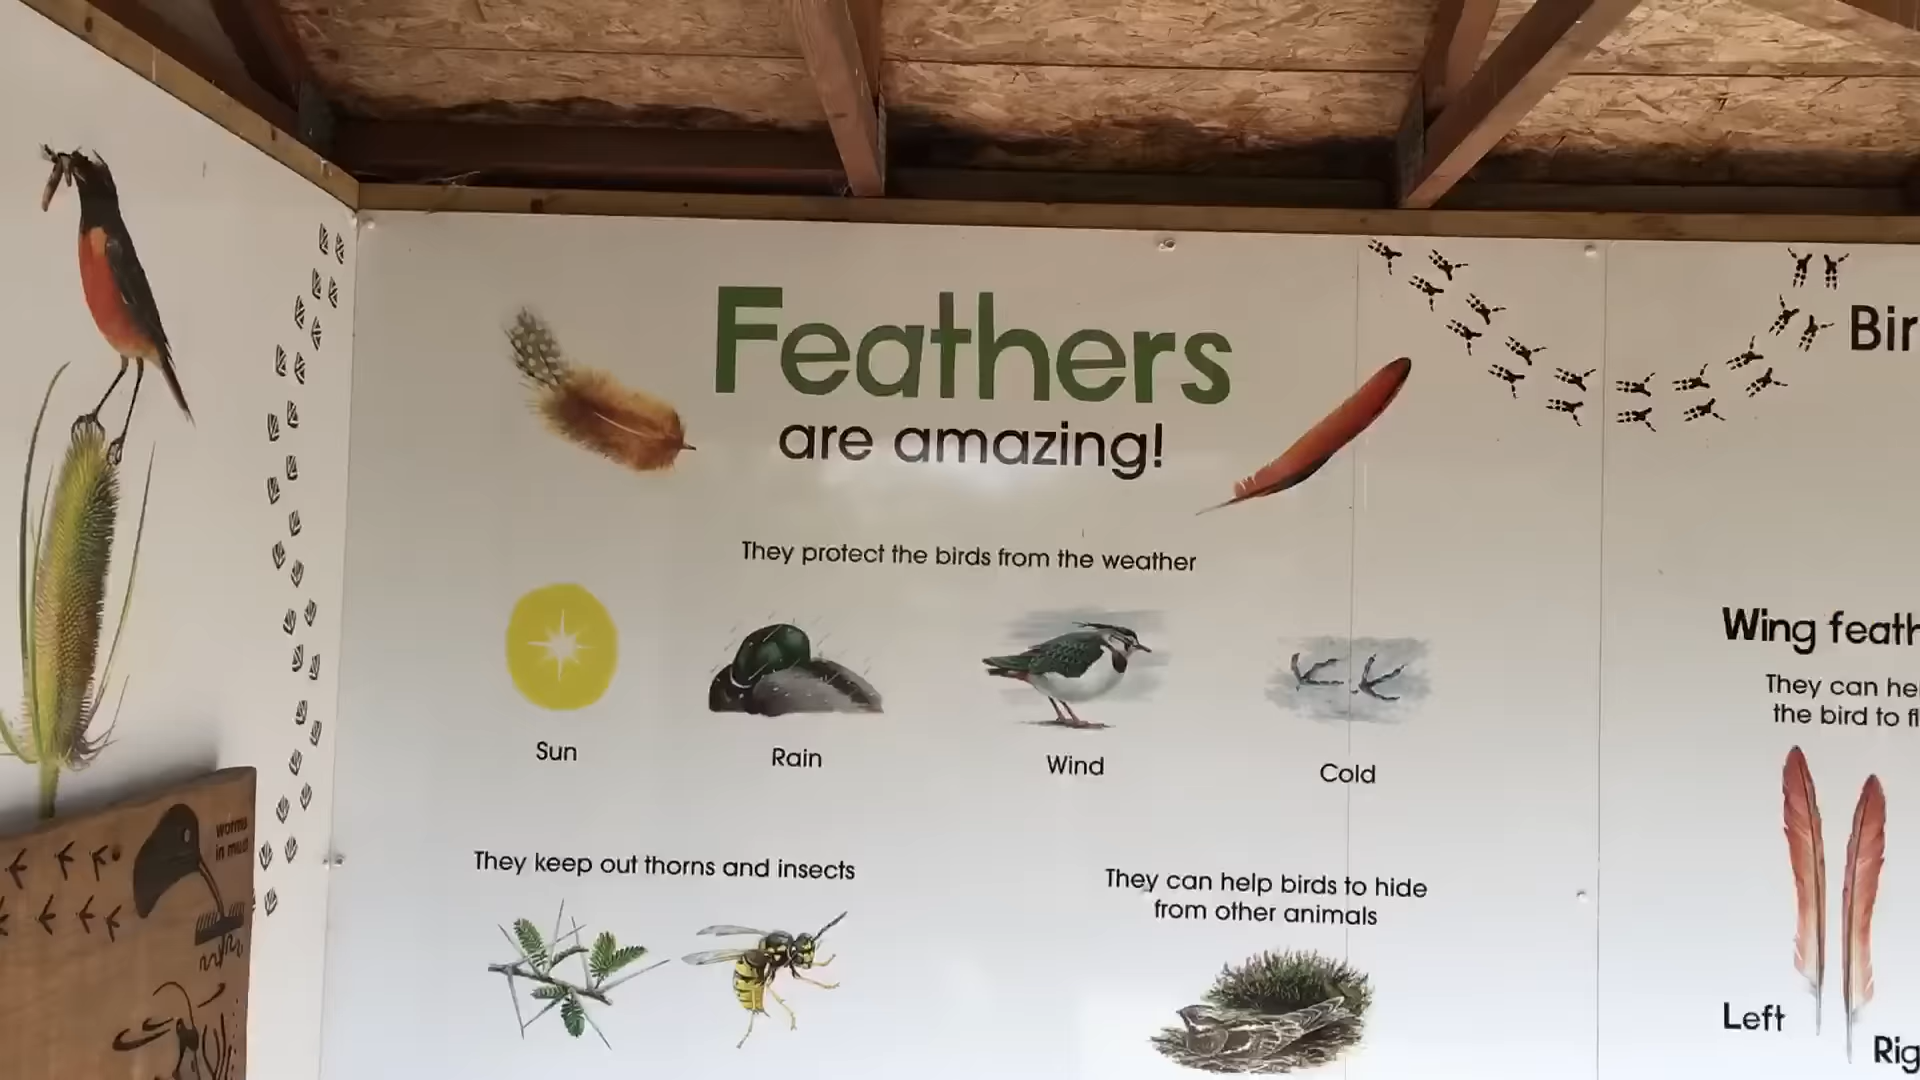 Feathers
are amazing!
They protect the birds from the weather
Sun
Rain
Wind
Cold
They keep out thorns and insects
They can help birds to hide
from other animals
Bir
Wing feath
They can hel
the bird to fl
Left
Rig
worms
in mud